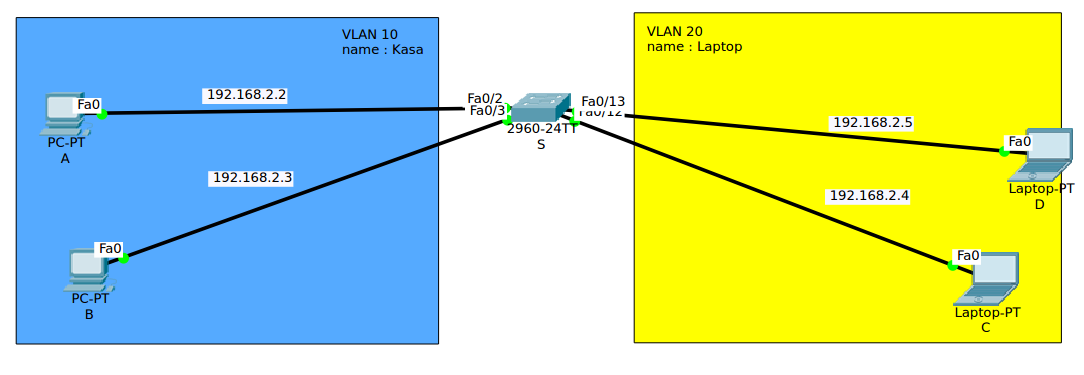 VLAN 10
name : Kasa
VLAN 20
name : Laptop
Fa0
192.168.2.2
Fa0/2
Fa0/3
Fa0/13
Fa0/12
2960-24TT
S
192.168.2.5
Fa0
PC-PT
A
192.168.2.3
192.168.2.4
Laptop-PT
D
Fa0
Fa0
PC-PT
B
Laptop-PT
C